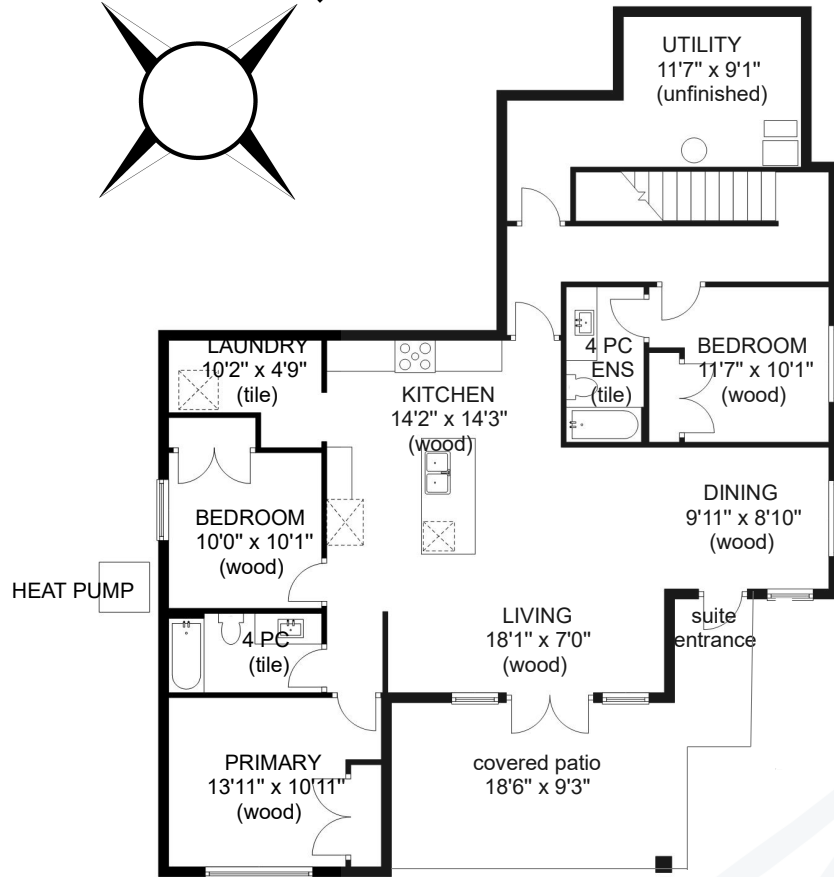 UTILITY
11'7" x 9'1"
(unfinished)
LAUNDRY
10'2" x 4'9"
(tile)
KITCHEN
14'2" x 14'3"
(wood)
4 PC
ENS
(tile)
BEDROOM
11'7" x 10'1"
(wood)
BEDROOM
10'0" x 10'1"
(wood)
DINING
9'11" x 8'10"
(wood)
HEAT PUMP
4 PC
(tile)
LIVING
18'1" x 7'0"
(wood)
suite
entrance
PRIMARY
13'11" x 10'11"
(wood)
covered patio
18'6" x 9'3"